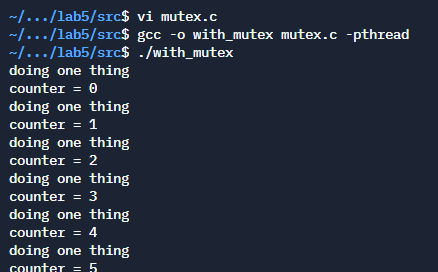 ~/.../lab5/src$ vi mutex.c
~/.../lab5/src$ gcc -o with_mutex mutex.c -pthread
~/.../lab5/src$ ./with_mutex
doing one thing
counter = 0
doing one thing
counter = 1
doing one thing
counter = 2
doing one thing
counter = 3
doing one thing
counter = 4
doing one thing
counter = 5